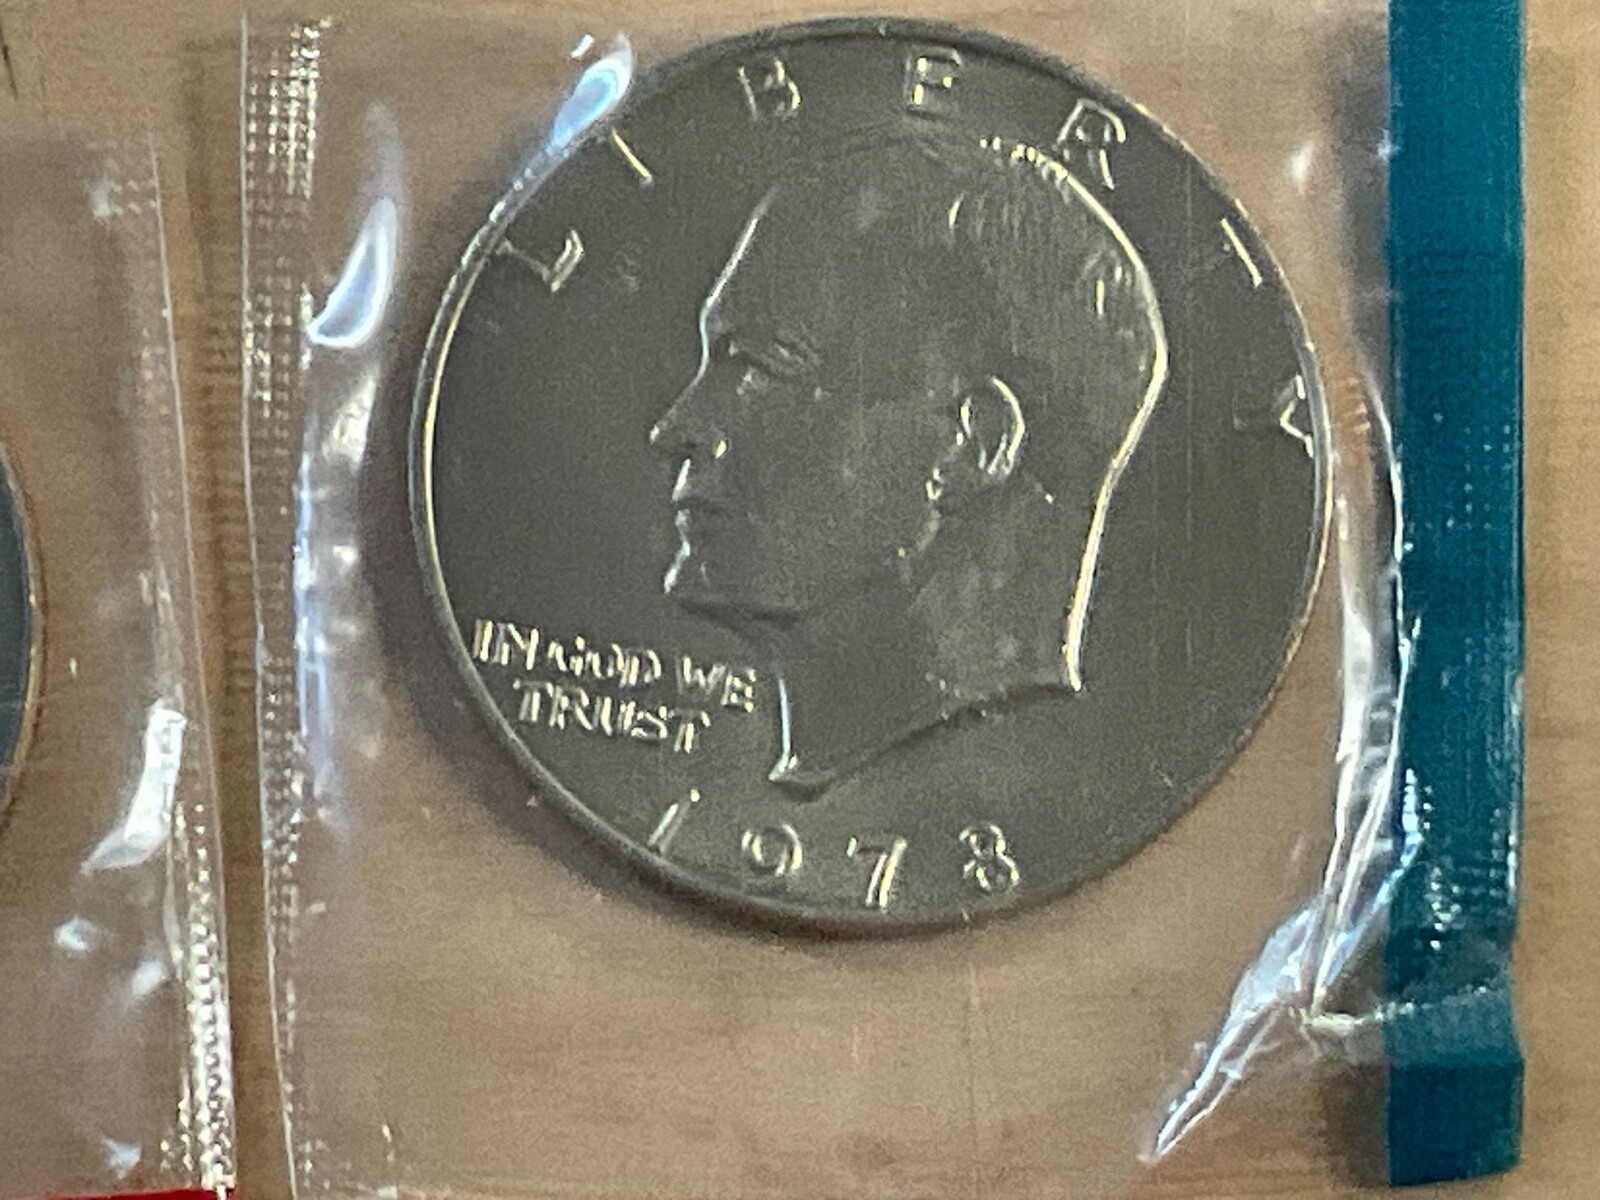 LIBERTY
IN GOD WE
TRUST
1978